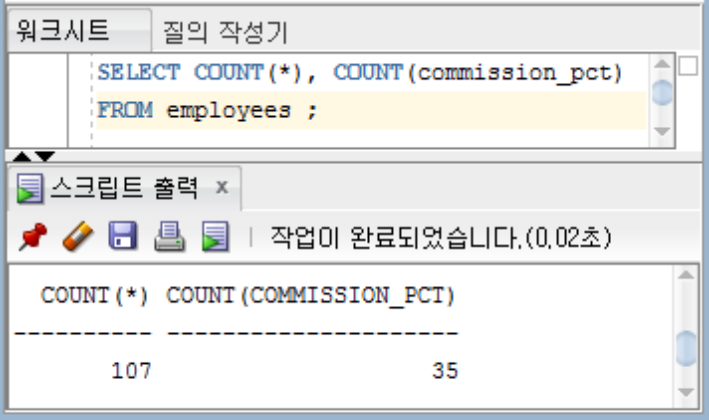 워크시트 질의 작성기
SELECT COUNT(*), COUNT(commission_pct)
FROM employees ;
스크립트 출력 x
작업이 완료되었습니다.(0.02초)
COUNT(*) COUNT(COMMISSION_PCT)
---------- ---------------------
107 35